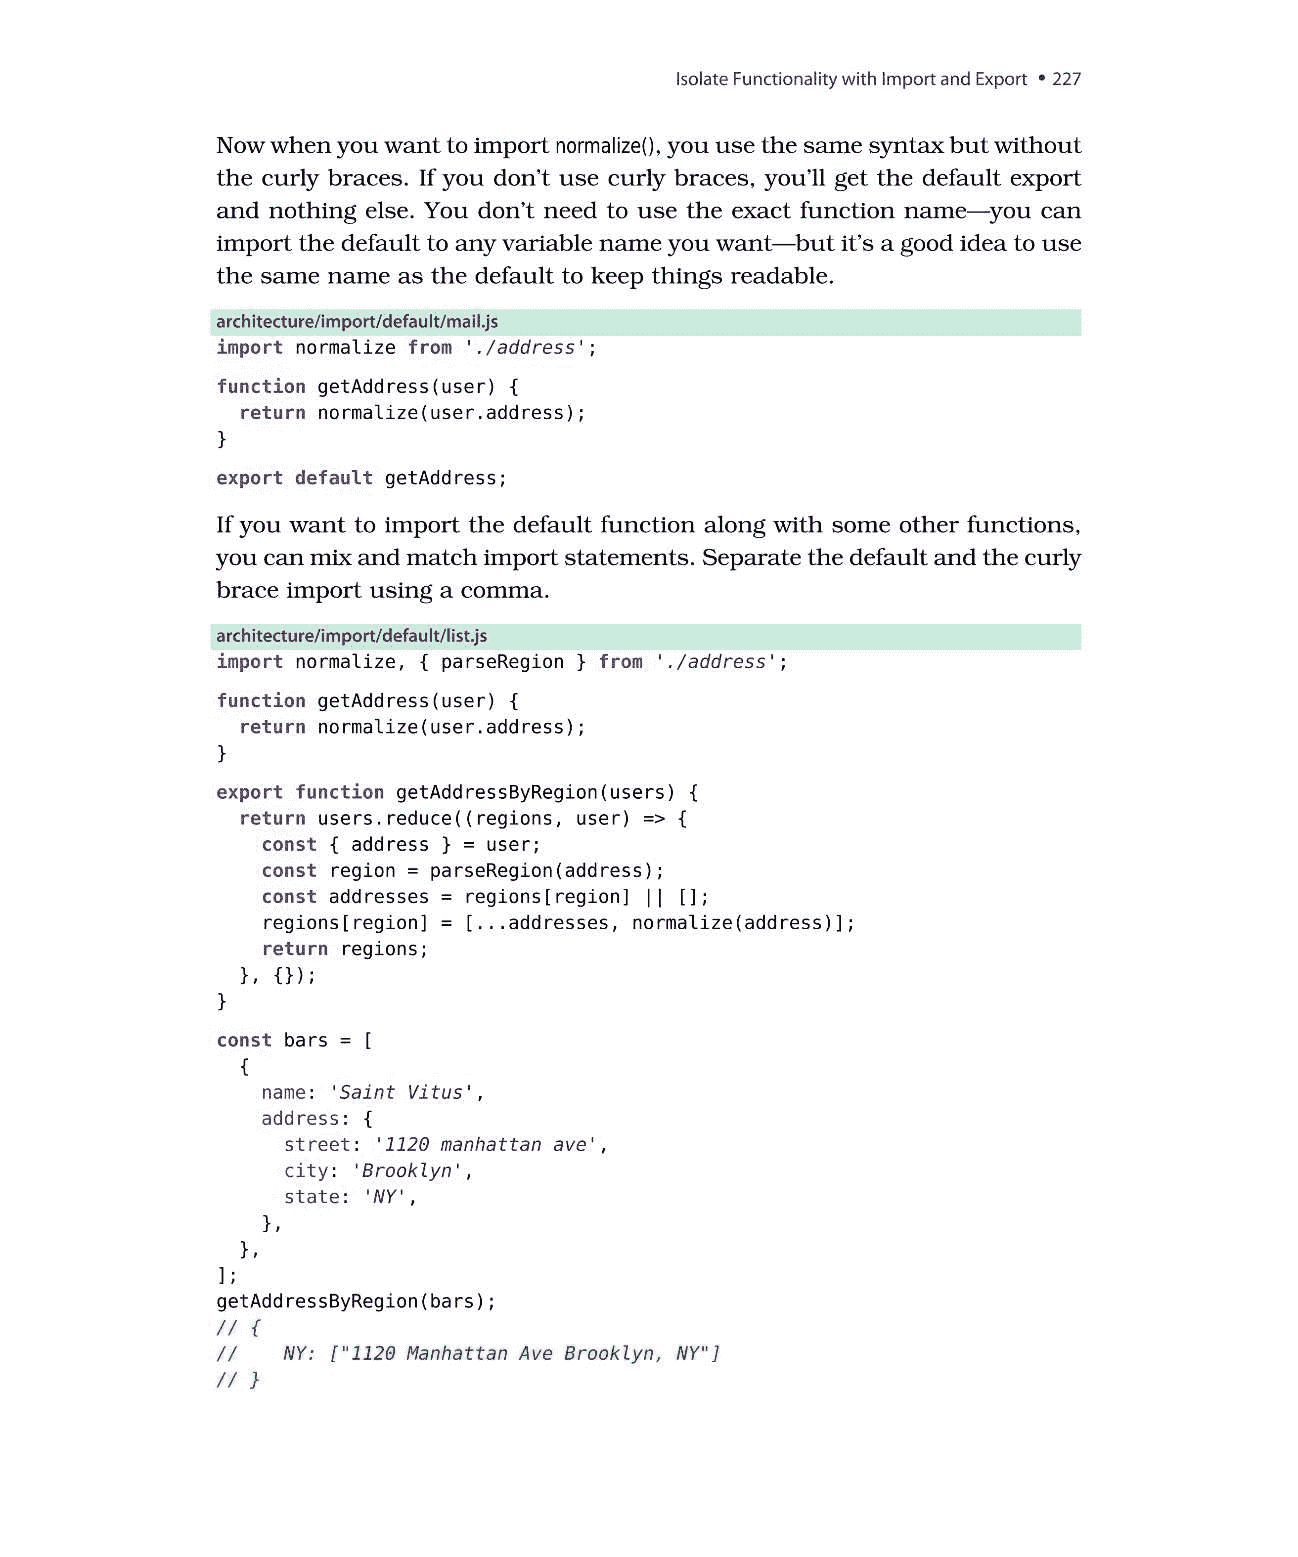 Isolate Functionality with Import and Export • 227
Now when you want to import normalize(), you use the same syntax but without
the curly braces. If you don’t use curly braces, you’ll get the default export
and nothing else. You don’t need to use the exact function name—you can
import the default to any variable name you want—but it’s a good idea to use
the same name as the default to keep things readable.
architecture/import/default/mail.js
import normalize from './address';
function getAddress(user) {
  return normalize(user.address);
}
export default getAddress;
If you want to import the default function along with some other functions,
you can mix and match import statements. Separate the default and the curly
brace import using a comma.
architecture/import/default/list.js
import normalize, { parseRegion } from './address';
function getAddress(user) {
  return normalize(user.address);
}
export function getAddressByRegion(users) {
  return users.reduce((regions, user) => {
    const { address } = user;
    const region = parseRegion(address);
    const addresses = regions[region] || [];
    regions[region] = [...addresses, normalize(address)];
    return regions;
  }, {});
}
const bars = [
  {
    name: 'Saint Vitus',
    address: {
      street: '1120 manhattan ave',
      city: 'Brooklyn',
      state: 'NY',
    },
  },
];
getAddressByRegion(bars);
// {
//    NY: ["1120 Manhattan Ave Brooklyn, NY"]
// }